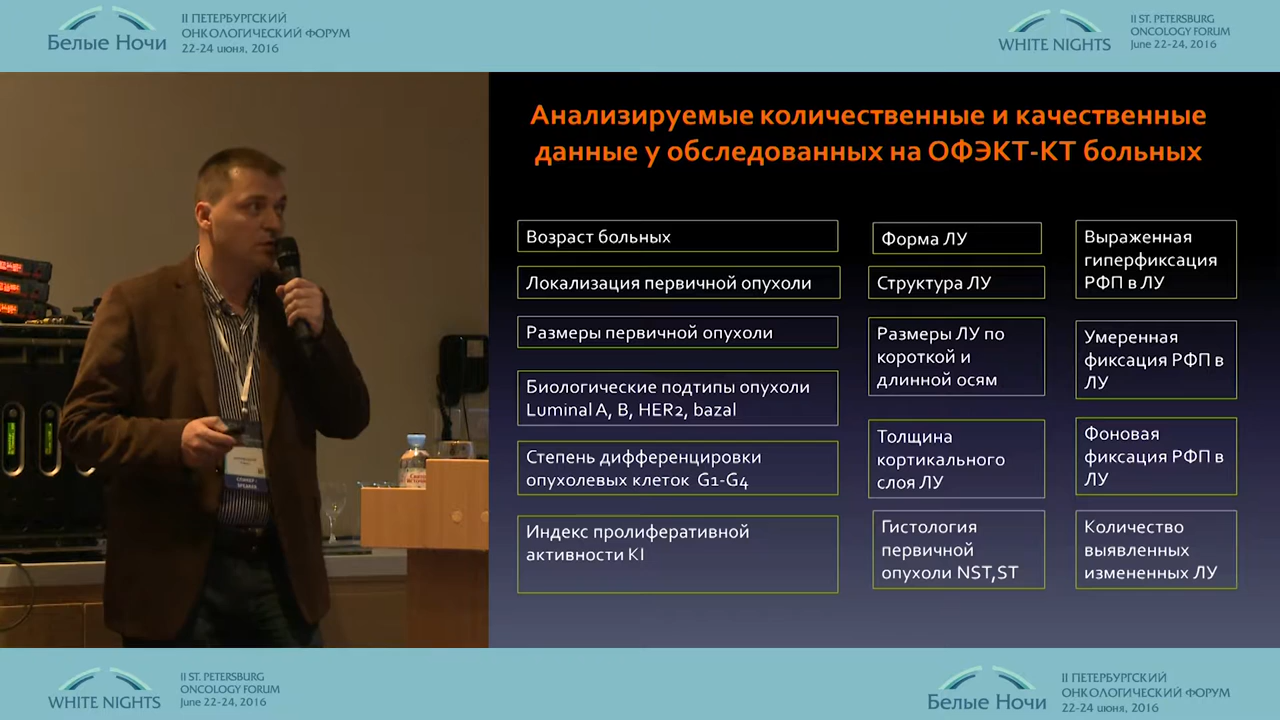 Белые Ночи
II ПЕТЕРБУРГСКИЙ
ОНКОЛОГИЧЕСКИЙ ФОРУМ
22-24 июня, 2016
WHITE NIGHTS
II ST. PETERSBURG
ONCOLOGY FORUM
June 22-24, 2016
Анализируемые количественные и качественные
данные у обследованных на ОФЭКТ-КТ больных
Возраст больных
Локализация первичной опухоли
Размеры первичной опухоли
Биологические подтипы опухоли
Luminal A, B, HER2, bazal
Степень дифференцировки
опухолевых клеток G1-G4
Индекс пролиферативной
активности KI
Форма ЛУ
Структура ЛУ
Размеры ЛУ по
короткой и
длинной осям
Толщина
кортикального
слоя ЛУ
Гистология
первичной
опухоли NST,ST
Выраженная
гиперфиксация
РФП в ЛУ
Умеренная
фиксация РФП в
ЛУ
Фоновая
фиксация РФП в
ЛУ
Количество
выявленных
измененных ЛУ
WHITE NIGHTS
II ST. PETERSBURG
ONCOLOGY FORUM
June 22-24, 2016
Белые Ночи
II ПЕТЕРБУРГСКИЙ
ОНКОЛОГИЧЕСКИЙ ФОРУМ
22-24 июня, 2016